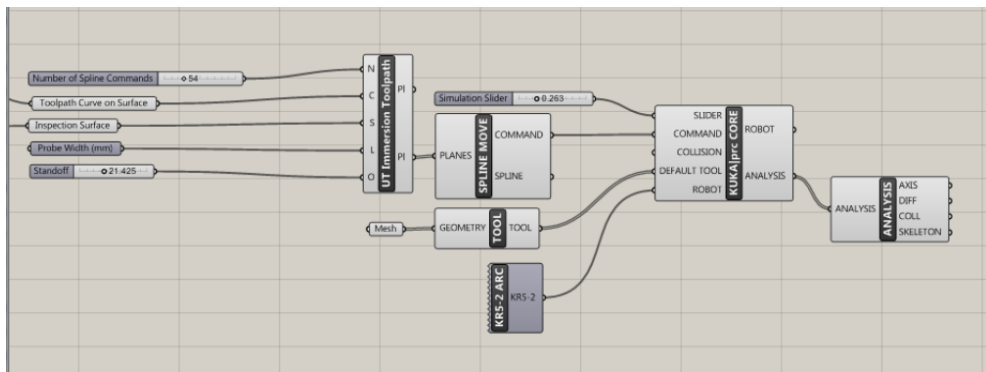 Number of Spline Commands
54
Toolpath Curve on Surface
Inspection Surface
Probe Width (mm)
Standoff
21.425
N
C
S
L
O
UT Immersion Toolpath
Pl
Pl
Simulation Slider
0.263
PLANES
SPLINE MOVE
COMMAND
SPLINE
Mesh
GEOMETRY
TOOL
TOOL
KR5-2 ARC
KR5-2
SLIDER
COMMAND
COLLISION
DEFAULT TOOL
ROBOT
KUKA|prc CORE
ROBOT
ANALYSIS
ANALYSIS
ANALYSIS
AXIS
DIFF
COLL
SKELETON